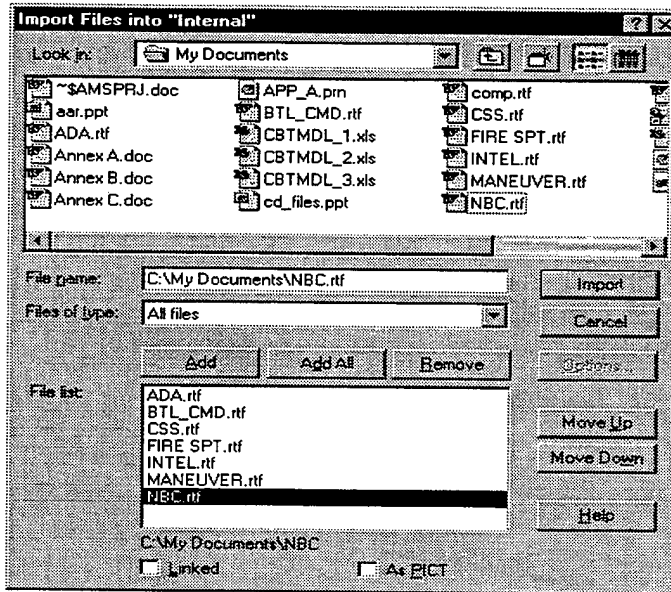 Import Files into "Internal"
Look in: My Documents
~$AMSPRJ.doc
aar.ppt
ADA.rtf
Annex A.doc
Annex B.doc
Annex C.doc
APP_A.prn
BTL_CMD.rtf
CBTMDL_1.xls
CBTMDL_2.xls
CBTMDL_3.xls
cd_files.ppt
comp.rtf
CSS.rtf
FIRE SPT.rtf
INTEL.rtf
MANEUVER.rtf
NBC.rtf
File name: C:\My Documents\NBC.rtf Import
Files of type: All files Cancel
Add Add All Remove Options...
File list:
ADA.rtf
BTL_CMD.rtf
CSS.rtf
FIRE SPT.rtf
INTEL.rtf
MANEUVER.rtf
NBC.rtf
Move Up
Move Down
Help
C:\My Documents\NBC
Linked As PICT